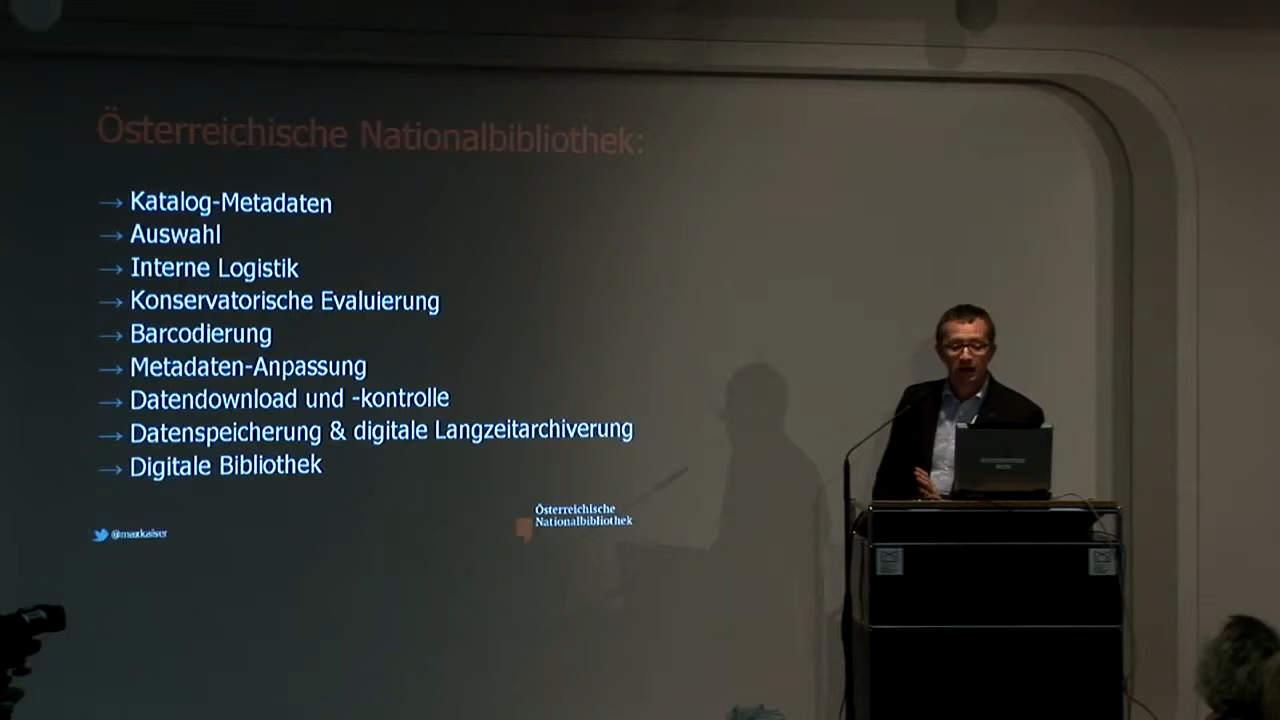 Österreichische Nationalbibliothek:
→ Katalog-Metadaten
→ Auswahl
→ Interne Logistik
→ Konservatorische Evaluierung
→ Barcodierung
→ Metadaten-Anpassung
→ Datendownload und -kontrolle
→ Datenspeicherung & digitale Langzeitarchivierung
→ Digitale Bibliothek
@maxkaiser
Österreichische
Nationalbibliothek